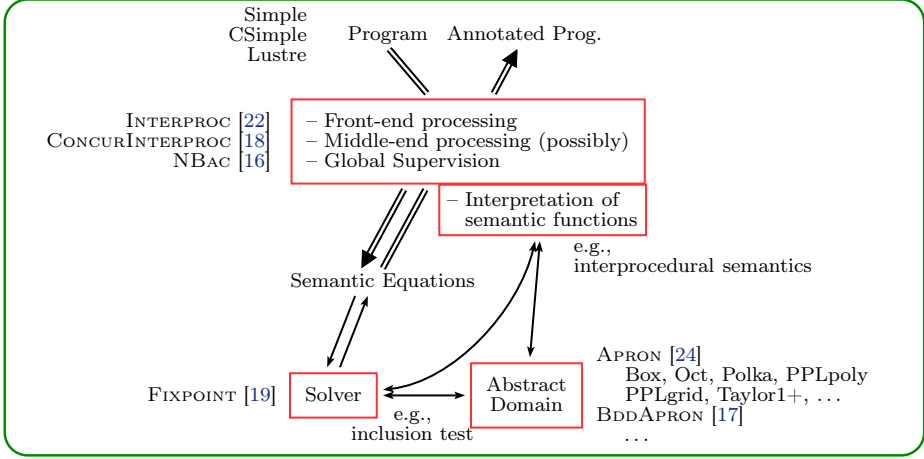 Simple
CSimple
Lustre
Program
Annotated Prog.
INTERPROC [22]
CONCURINTERPROC [18]
NBAC [16]
– Front-end processing
– Middle-end processing (possibly)
– Global Supervision
– Interpretation of
semantic functions
e.g.,
interprocedural semantics
Semantic Equations
FIXPOINT [19]
Solver
e.g.,
inclusion test
Abstract
Domain
APRON [24]
Box, Oct, Polka, PPLpoly
PPLgrid, Taylor1+, ...
BDDAPRON [17]
...